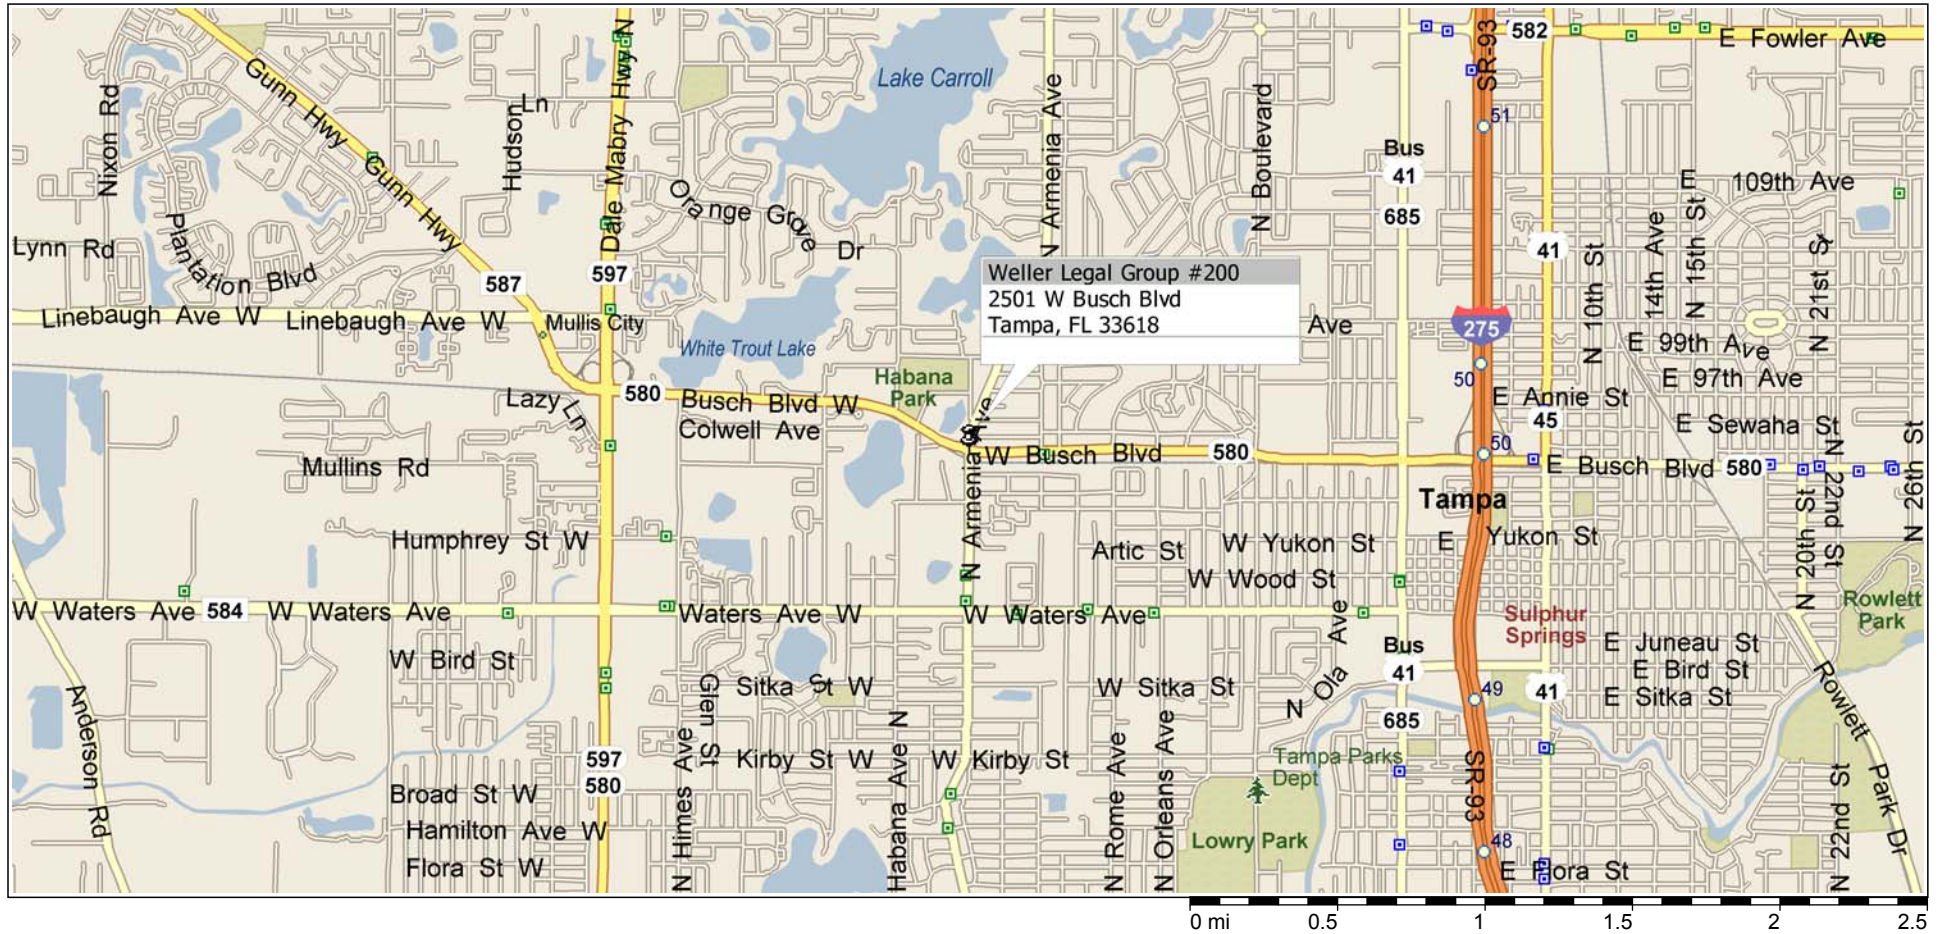 582
E Fowler Ave
SR-93
Gunn Hwy
Dale Mabry Hwy N
Lake Carroll
Nixon Rd
Hudson Ln
N Armenia Ave
N Boulevard
51
Bus
41
685
109th Ave
E
Gunn Hwy
Orange Grove Dr
Plantation Blvd
Lynn Rd
41
N 10th St
14th Ave
N 15th St
N 21st St
587
597
Weller Legal Group #200
2501 W Busch Blvd
Tampa, FL 33618
Linebaugh Ave W
Linebaugh Ave W
Mullis City
Ave
275
White Trout Lake
E 99th Ave
Habana
Park
50
E 97th Ave
Lazy Ln
580
Busch Blvd W
E Annie St
45
Colwell Ave
E Sewaha St
N Armenia Ave
W Busch Blvd
580
50
E Busch Blvd
580
Mullins Rd
Tampa
N 20th St
N 22nd St
N 26th St
Humphrey St W
Artic St
W Yukon St
E Yukon St
W Wood St
W Waters Ave
584
W Waters Ave
Waters Ave W
W Waters Ave
Sulphur
Springs
Rowlett
Park
N Ola Ave
Bus
41
E Juneau St
W Bird St
E Bird St
Sitka St W
W Sitka St
49
41
E Sitka St
Anderson Rd
Glen St
685
Rowlett Park Dr
597
580
Kirby St W
W Kirby St
Tampa Parks
Dept
SR-93
Broad St W
N Himes Ave
Habana Ave N
N Rome Ave
N Orleans Ave
N 22nd St
Hamilton Ave W
Lowry Park
48
Flora St W
E Flora St
0 mi 0.5 1 1.5 2 2.5